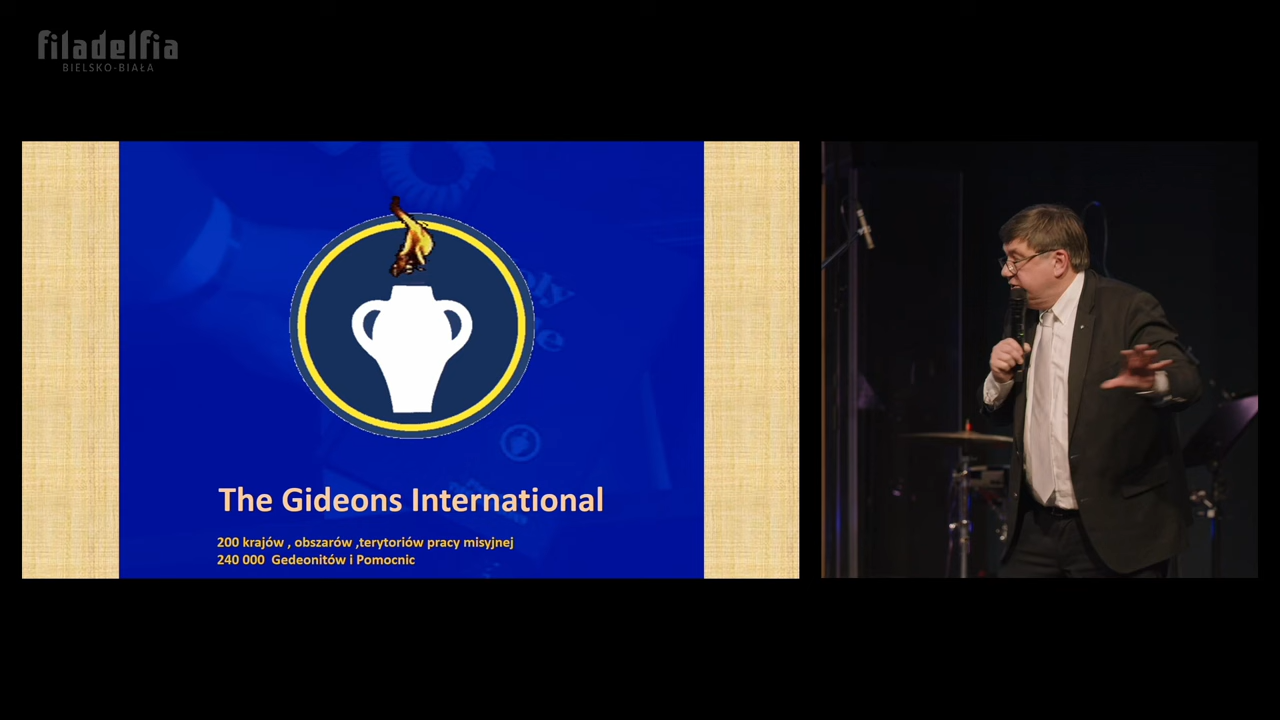 filadelfia
BIELSKO-BIAŁA
The Gideons International
200 krajów , obszarów ,terytoriów pracy misyjnej
240 000 Gedeonitów i Pomocnic